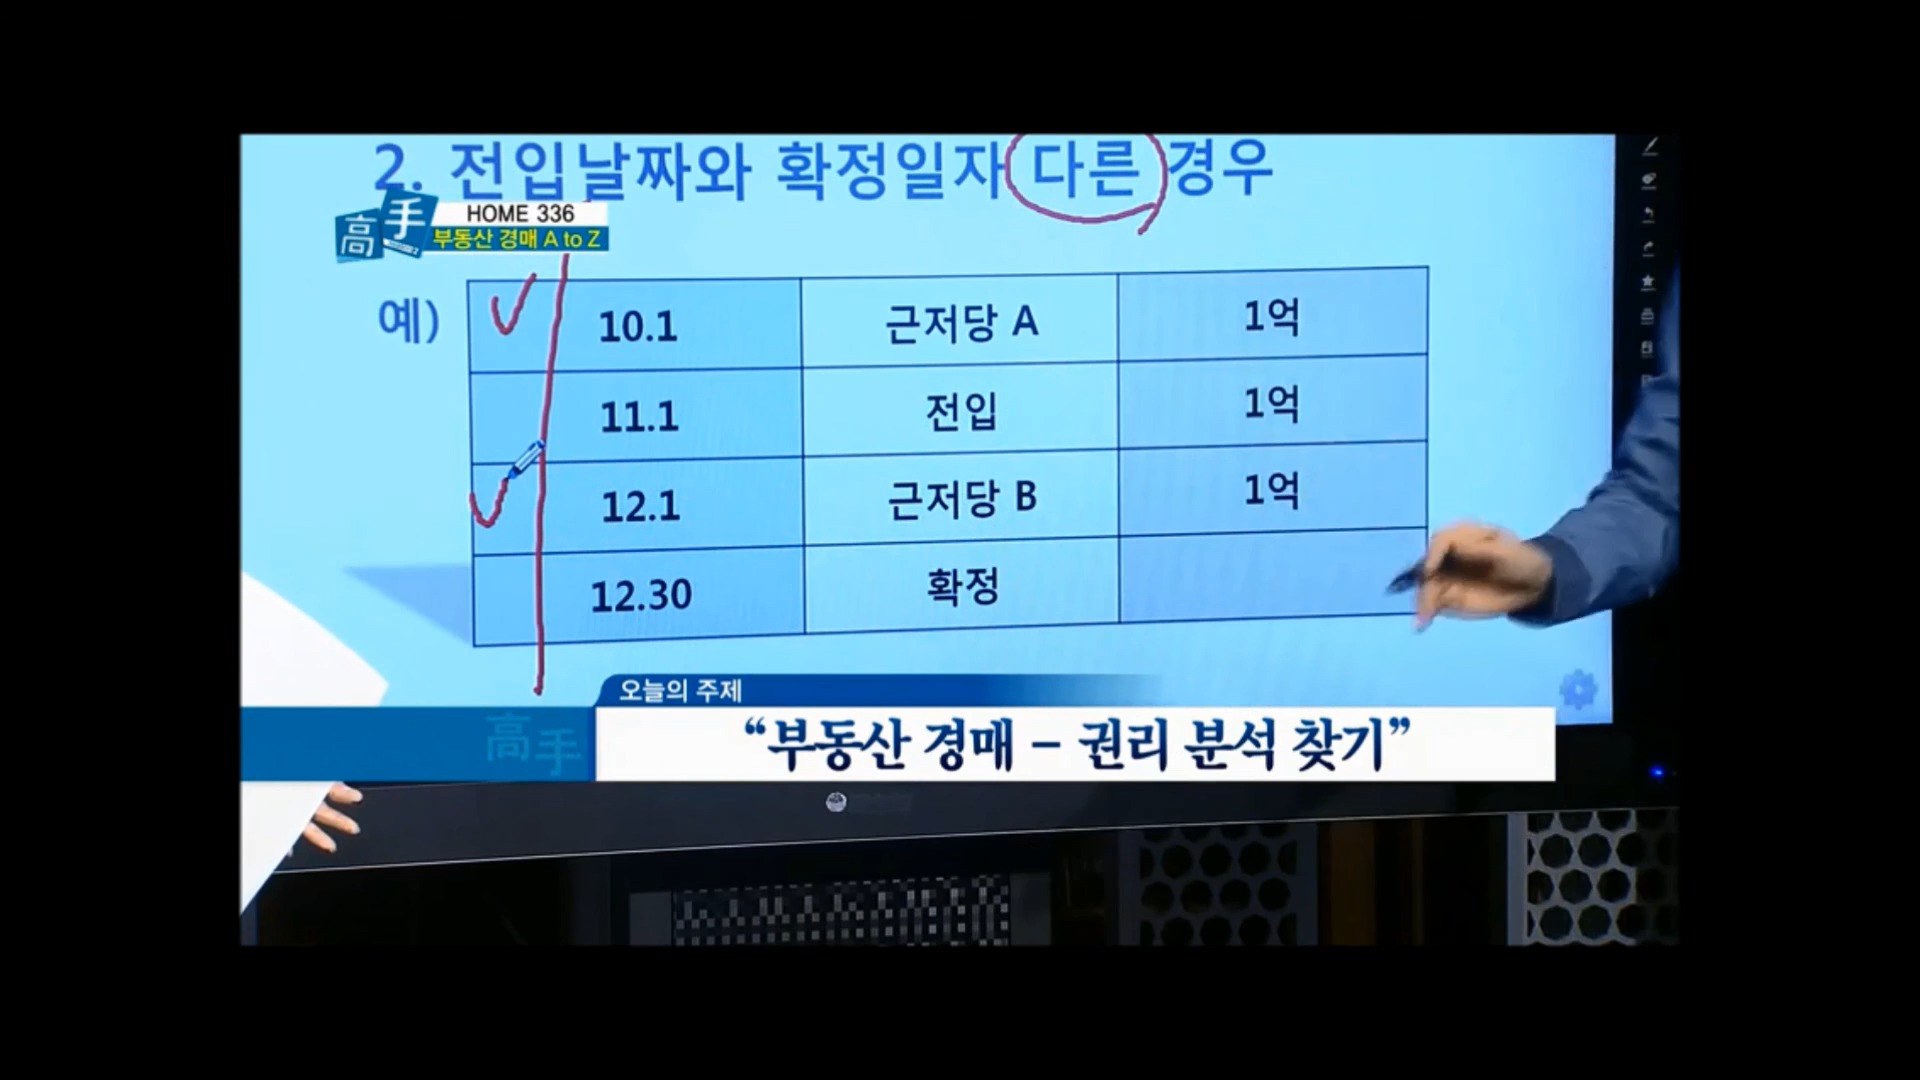 2. 전입날짜와 확정일자 다른 경우
高手
HOME 336
부동산 경매 A to Z
예)
10.1 근저당 A 1억
11.1 전입 1억
12.1 근저당 B 1억
12.30 확정
오늘의 주제
高手
“부동산 경매 – 권리 분석 찾기”